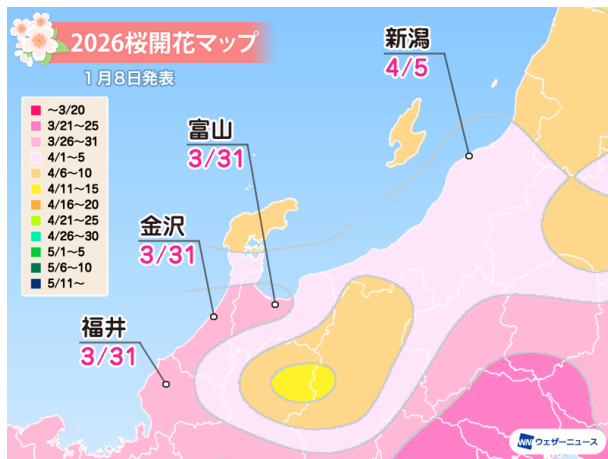 2026桜開花マップ
1月8日発表
～3/20
3/21～25
3/26～31
4/1～5
4/6～10
4/11～15
4/16～20
4/21～25
4/26～30
5/1～5
5/6～10
5/11～
新潟
4/5
富山
3/31
金沢
3/31
福井
3/31
WN ウェザーニュース